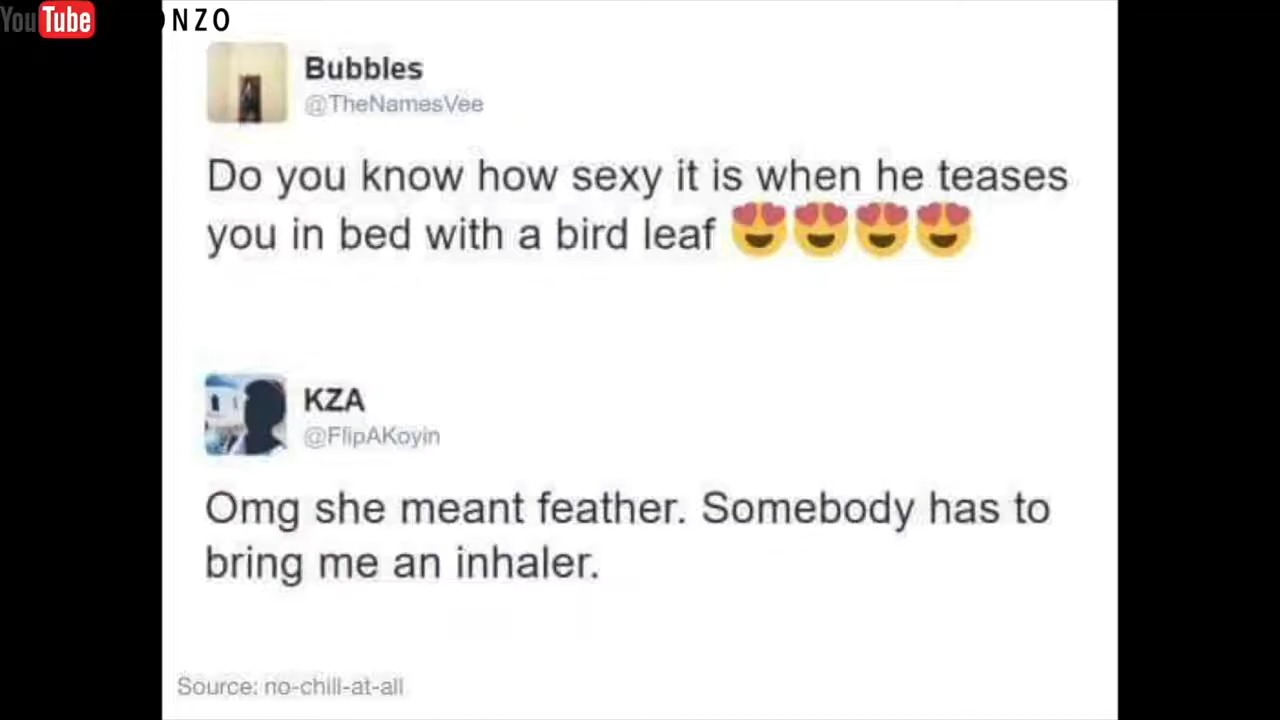 YouTube
NZO
Bubbles
@TheNamesVee
Do you know how sexy it is when he teases
you in bed with a bird leaf 😍😍😍😍
KZA
@FlipAKoyin
Omg she meant feather. Somebody has to
bring me an inhaler.
Source: no-chill-at-all